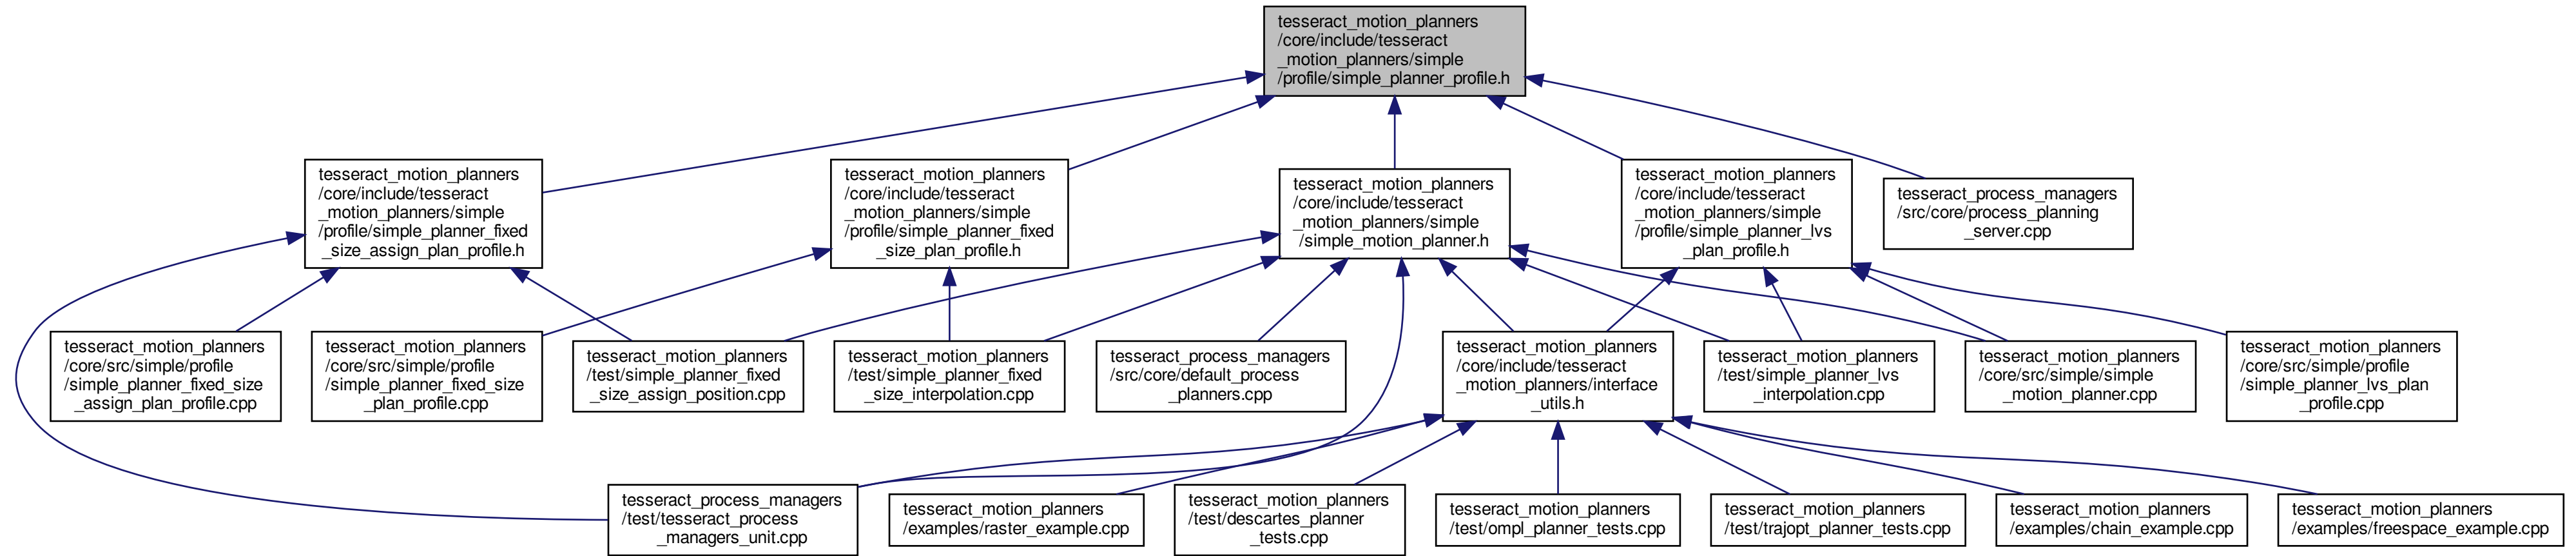 tesseract_motion_planners
/core/include/tesseract
_motion_planners/simple
/profile/simple_planner_profile.h
tesseract_motion_planners
/core/include/tesseract
_motion_planners/simple
/profile/simple_planner_fixed
_size_assign_plan_profile.h
tesseract_motion_planners
/core/include/tesseract
_motion_planners/simple
/profile/simple_planner_fixed
_size_plan_profile.h
tesseract_motion_planners
/core/include/tesseract
_motion_planners/simple
/simple_motion_planner.h
tesseract_motion_planners
/core/include/tesseract
_motion_planners/simple
/profile/simple_planner_lvs
_plan_profile.h
tesseract_process_managers
/src/core/process_planning
_server.cpp
tesseract_motion_planners
/core/src/simple/profile
/simple_planner_fixed_size
_assign_plan_profile.cpp
tesseract_motion_planners
/core/src/simple/profile
/simple_planner_fixed_size
_plan_profile.cpp
tesseract_motion_planners
/test/simple_planner_fixed
_size_assign_position.cpp
tesseract_motion_planners
/test/simple_planner_fixed
_size_interpolation.cpp
tesseract_process_managers
/src/core/default_process
_planners.cpp
tesseract_motion_planners
/core/include/tesseract
_motion_planners/interface
_utils.h
tesseract_motion_planners
/test/simple_planner_lvs
_interpolation.cpp
tesseract_motion_planners
/core/src/simple/simple
_motion_planner.cpp
tesseract_motion_planners
/core/src/simple/profile
/simple_planner_lvs_plan
_profile.cpp
tesseract_process_managers
/test/tesseract_process
_managers_unit.cpp
tesseract_motion_planners
/examples/raster_example.cpp
tesseract_motion_planners
/test/descartes_planner
_tests.cpp
tesseract_motion_planners
/test/ompl_planner_tests.cpp
tesseract_motion_planners
/test/trajopt_planner_tests.cpp
tesseract_motion_planners
/examples/chain_example.cpp
tesseract_motion_planners
/examples/freespace_example.cpp